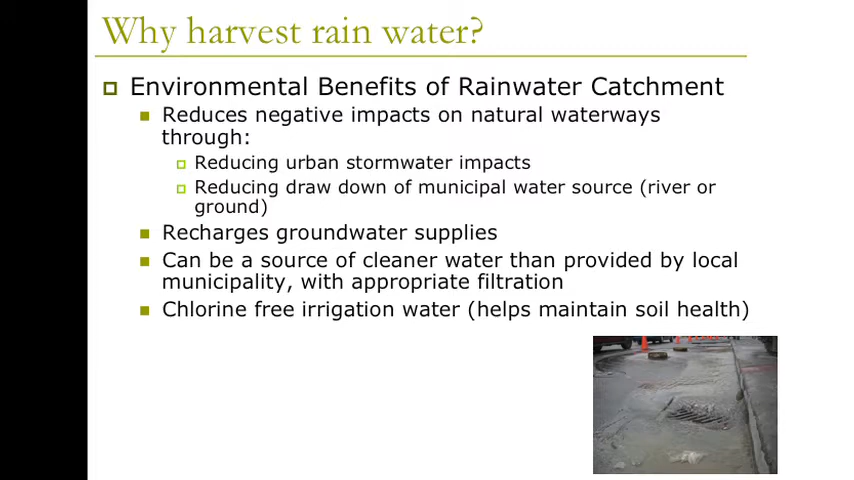 Why harvest rain water?
Environmental Benefits of Rainwater Catchment
Reduces negative impacts on natural waterways
through:
Reducing urban stormwater impacts
Reducing draw down of municipal water source (river or
ground)
Recharges groundwater supplies
Can be a source of cleaner water than provided by local
municipality, with appropriate filtration
Chlorine free irrigation water (helps maintain soil health)